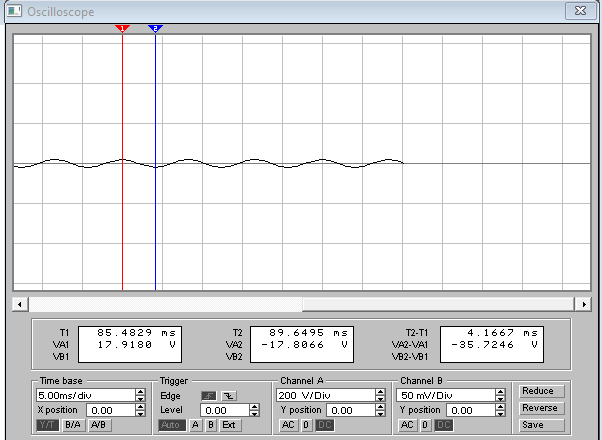 Oscilloscope
1 2
T1 85.4829 ms T2 89.6495 ms T2-T1 4.1667 ms
VA1 17.9180 V VA2 -17.8066 V VA2-VA1 -35.7246 V
VB1 VB2 VB2-VB1
Time base Trigger Channel A Channel B
5.00ms/div Edge 200 V/Div 50 mV/Div Reduce
X position 0.00 Level 0.00 Y position 0.00 Y position 0.00 Reverse
Y/T B/A A/B Auto A B Ext AC 0 DC AC 0 DC Save